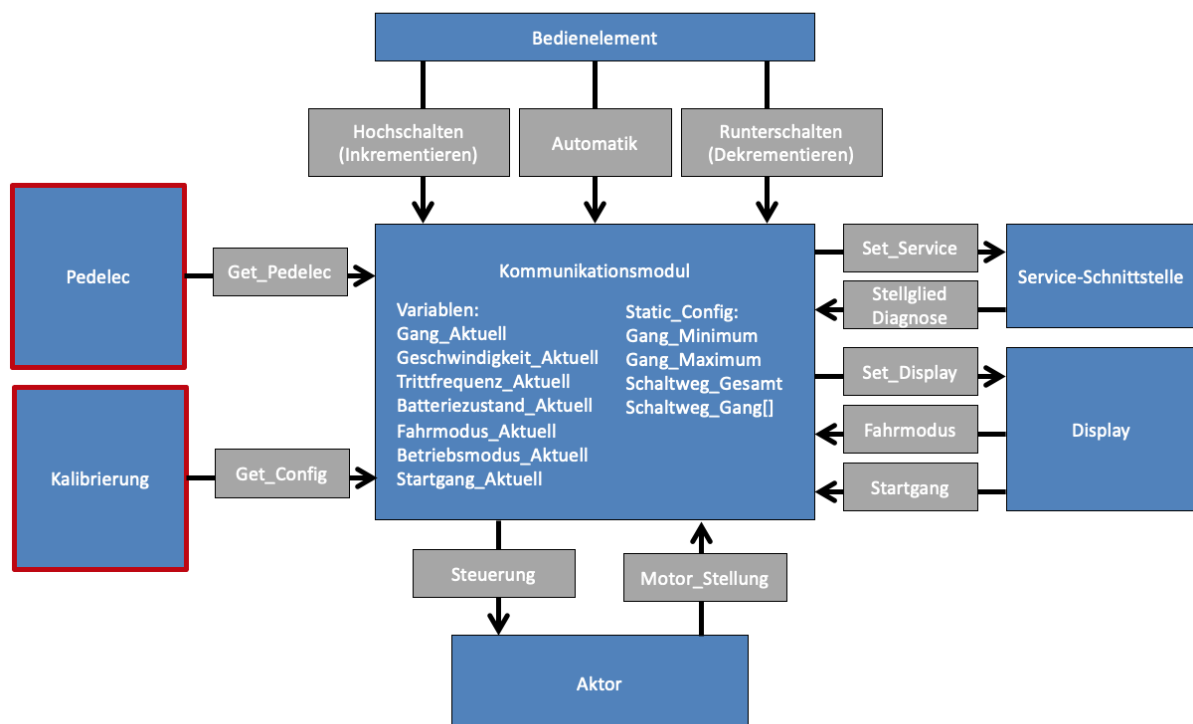 Bedienelement
Hochschalten
(Inkrementieren)
Automatik
Runterschalten
(Dekrementieren)
Pedelec
Get_Pedelec
Kalibrierung
Get_Config
Kommunikationsmodul
Variablen:
Gang_Aktuell
Geschwindigkeit_Aktuell
Trittfrequenz_Aktuell
Batteriezustand_Aktuell
Fahrmodus_Aktuell
Betriebsmodus_Aktuell
Startgang_Aktuell
Static_Config:
Gang_Minimum
Gang_Maximum
Schaltweg_Gesamt
Schaltweg_Gang[]
Set_Service
Stellglied
Diagnose
Service-Schnittstelle
Set_Display
Fahrmodus
Startgang
Display
Steuerung
Motor_Stellung
Aktor